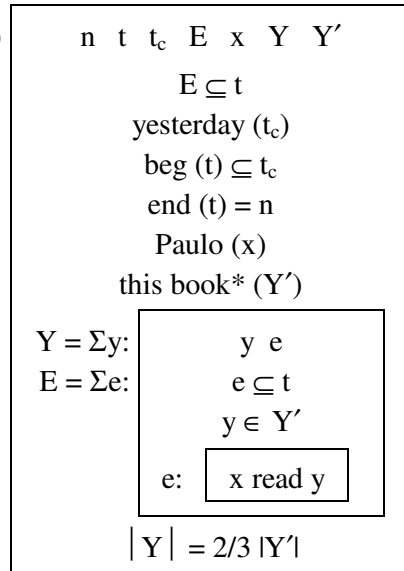 )
n t t_c E x Y Y′
E ⊆ t
yesterday (t_c)
beg (t) ⊆ t_c
end (t) = n
Paulo (x)
this book* (Y′)
Y = Σy: y e
E = Σe: e ⊆ t
y ∈ Y′
e: x read y
|Y| = 2/3 |Y′|